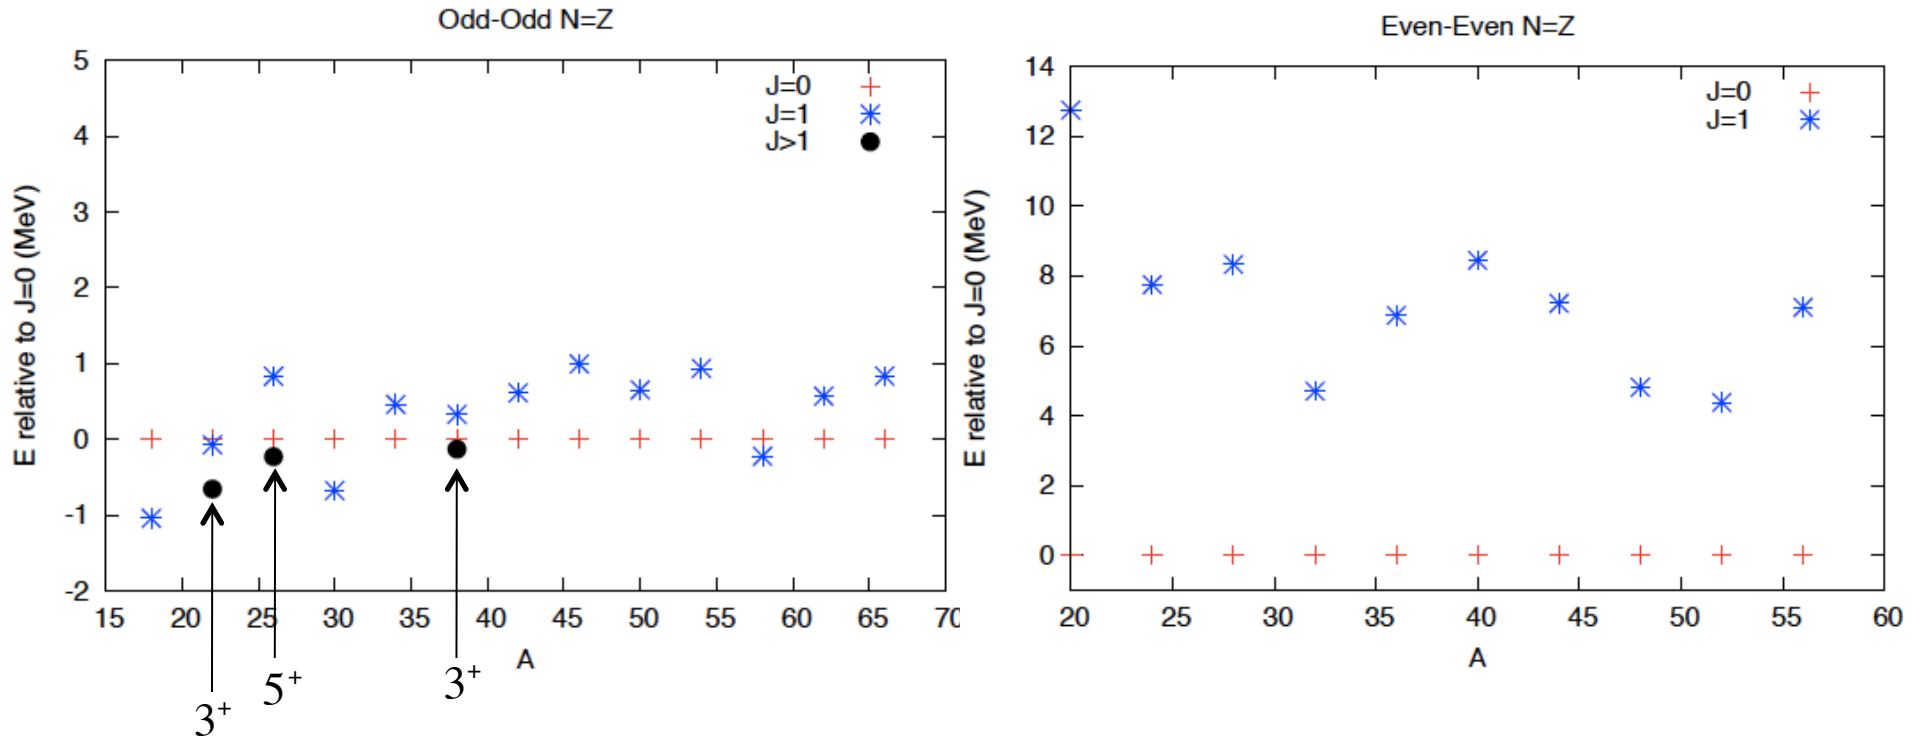 Odd-Odd N=Z
5
4
3
2
1
0
-1
-2
E relative to J=0 (MeV)
J=0
J=1
J>1
15 20 25 30 35 40 45 50 55 60 65 70
A
3+
5+
3+
Even-Even N=Z
14
12
10
8
6
4
2
0
E relative to J=0 (MeV)
J=0
J=1
20 25 30 35 40 45 50 55 60
A